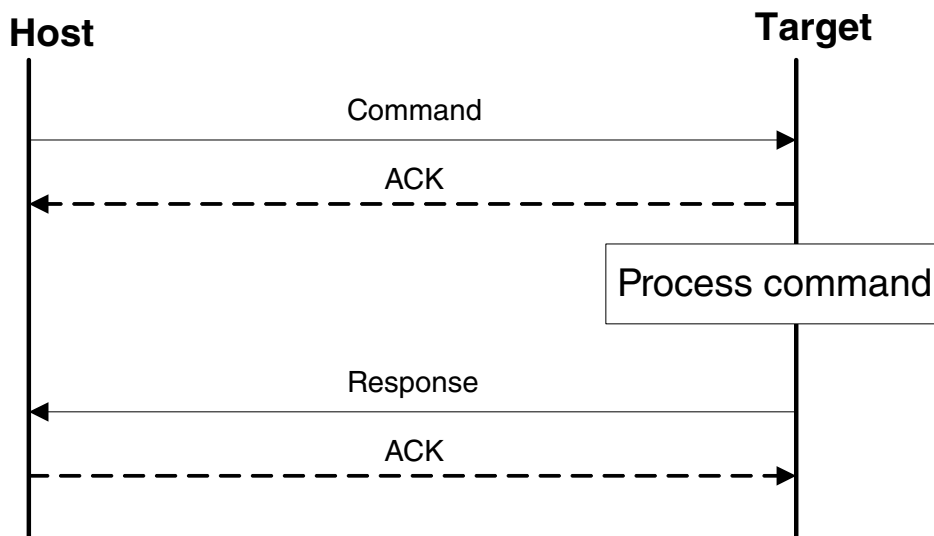 Host
Target
Command
ACK
Process command
Response
ACK